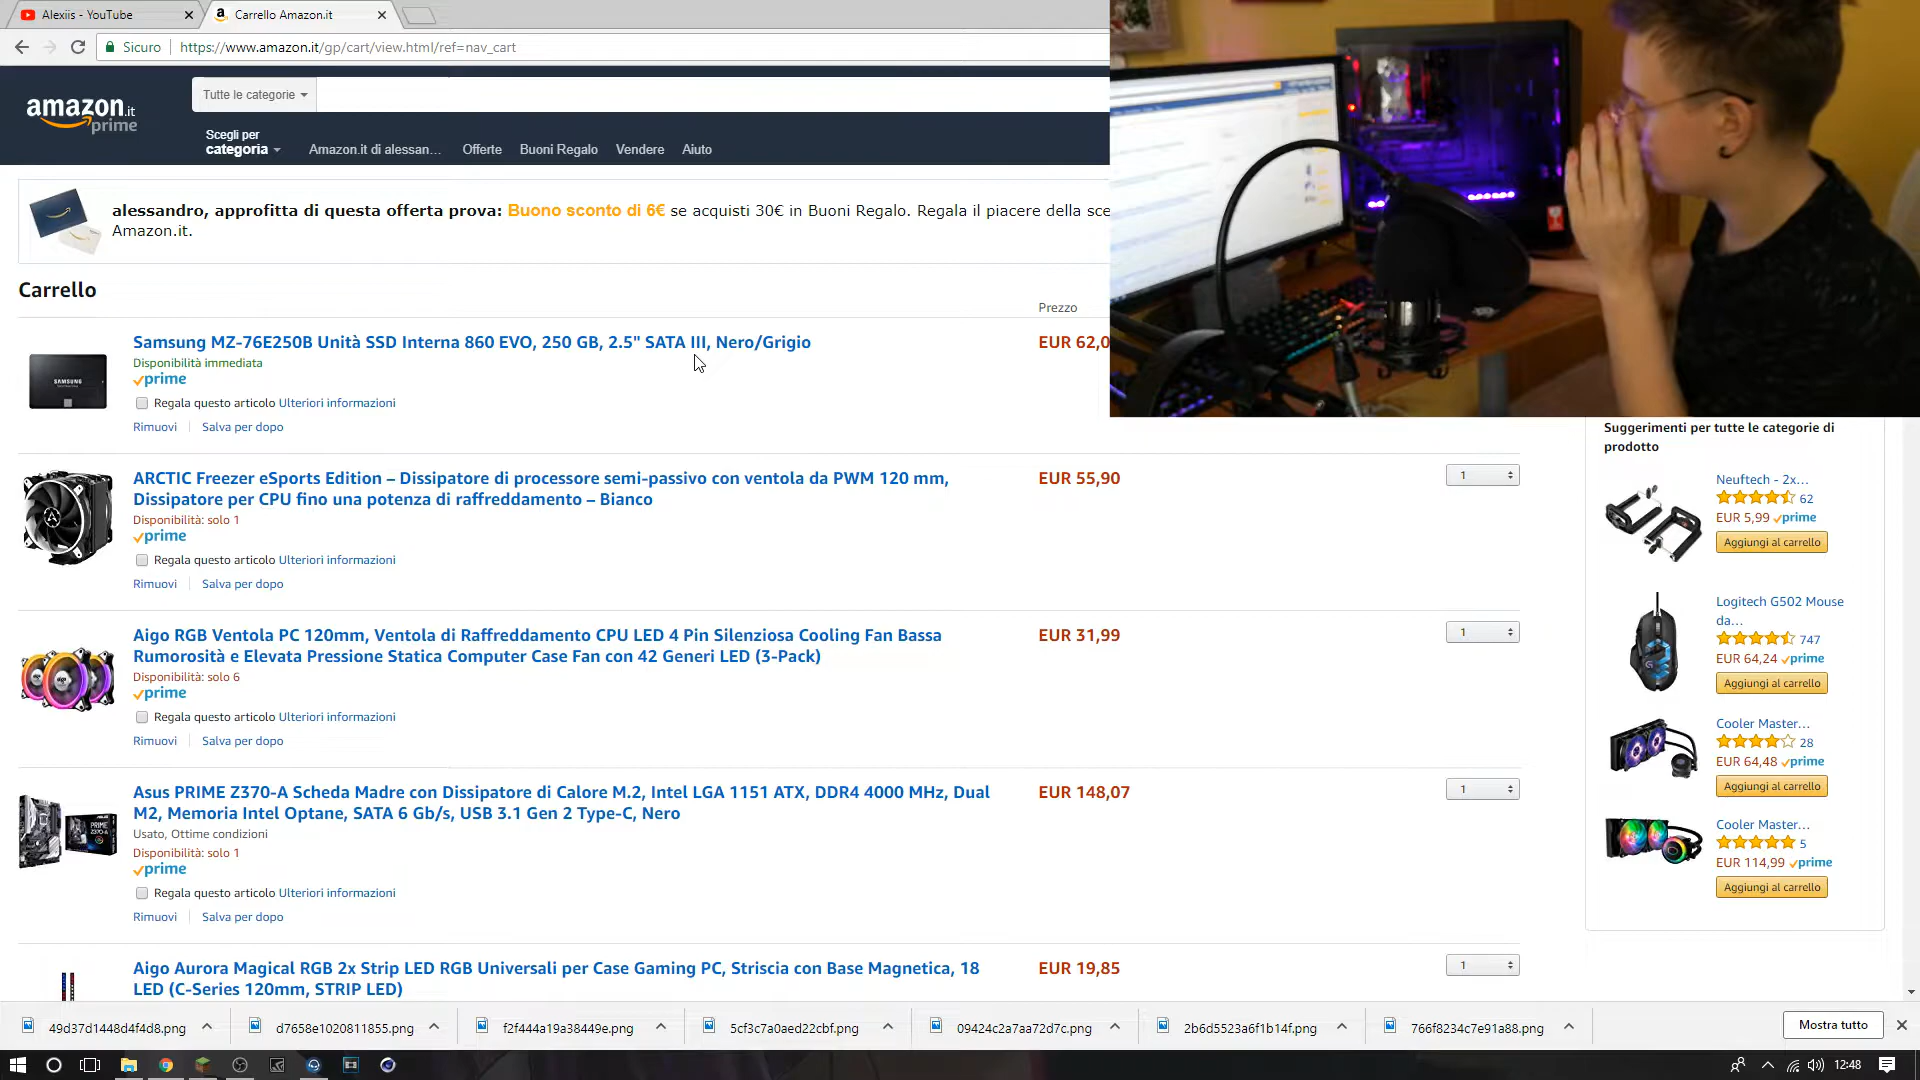 Alexiis - YouTube
Carrello Amazon.it
Sicuro
https://www.amazon.it/gp/cart/view.html/ref=nav_cart
amazon.it
prime
Tutte le categorie
Scegli per
categoria
Amazon.it di alessan...
Offerte
Buoni Regalo
Vendere
Aiuto
alessandro, approfitta di questa offerta prova: Buono sconto di 6€ se acquisti 30€ in Buoni Regalo. Regala il piacere della sce
Amazon.it.
Carrello
Prezzo
Samsung MZ-76E250B Unità SSD Interna 860 EVO, 250 GB, 2.5" SATA III, Nero/Grigio
EUR 62,0
Disponibilità immediata
prime
Regala questo articolo Ulteriori informazioni
Rimuovi
Salva per dopo
SAMSUNG
ARCTIC Freezer eSports Edition – Dissipatore di processore semi-passivo con ventola da PWM 120 mm,
Dissipatore per CPU fino una potenza di raffreddamento – Bianco
EUR 55,90
1
Disponibilità: solo 1
prime
Regala questo articolo Ulteriori informazioni
Rimuovi
Salva per dopo
Aigo RGB Ventola PC 120mm, Ventola di Raffreddamento CPU LED 4 Pin Silenziosa Cooling Fan Bassa
Rumorosità e Elevata Pressione Statica Computer Case Fan con 42 Generi LED (3-Pack)
EUR 31,99
1
Disponibilità: solo 6
prime
Regala questo articolo Ulteriori informazioni
Rimuovi
Salva per dopo
Asus PRIME Z370-A Scheda Madre con Dissipatore di Calore M.2, Intel LGA 1151 ATX, DDR4 4000 MHz, Dual
M2, Memoria Intel Optane, SATA 6 Gb/s, USB 3.1 Gen 2 Type-C, Nero
EUR 148,07
1
Usato, Ottime condizioni
Disponibilità: solo 1
prime
Regala questo articolo Ulteriori informazioni
Rimuovi
Salva per dopo
PRIME
Z370-A
Aigo Aurora Magical RGB 2x Strip LED RGB Universali per Case Gaming PC, Striscia con Base Magnetica, 18
LED (C-Series 120mm, STRIP LED)
EUR 19,85
1
Suggerimenti per tutte le categorie di
prodotto
Neuftech - 2x...
62
EUR 5,99 prime
Aggiungi al carrello
Logitech G502 Mouse
da...
747
EUR 64,24 prime
Aggiungi al carrello
Cooler Master...
28
EUR 64,48 prime
Aggiungi al carrello
Cooler Master...
5
EUR 114,99 prime
Aggiungi al carrello
49d37d1448d4f4d8.png
d7658e1020811855.png
f2f444a19a38449e.png
5cf3c7a0aed22cbf.png
09424c2a7aa72d7c.png
2b6d5523a6f1b14f.png
766f8234c7e91a88.png
Mostra tutto
12:48